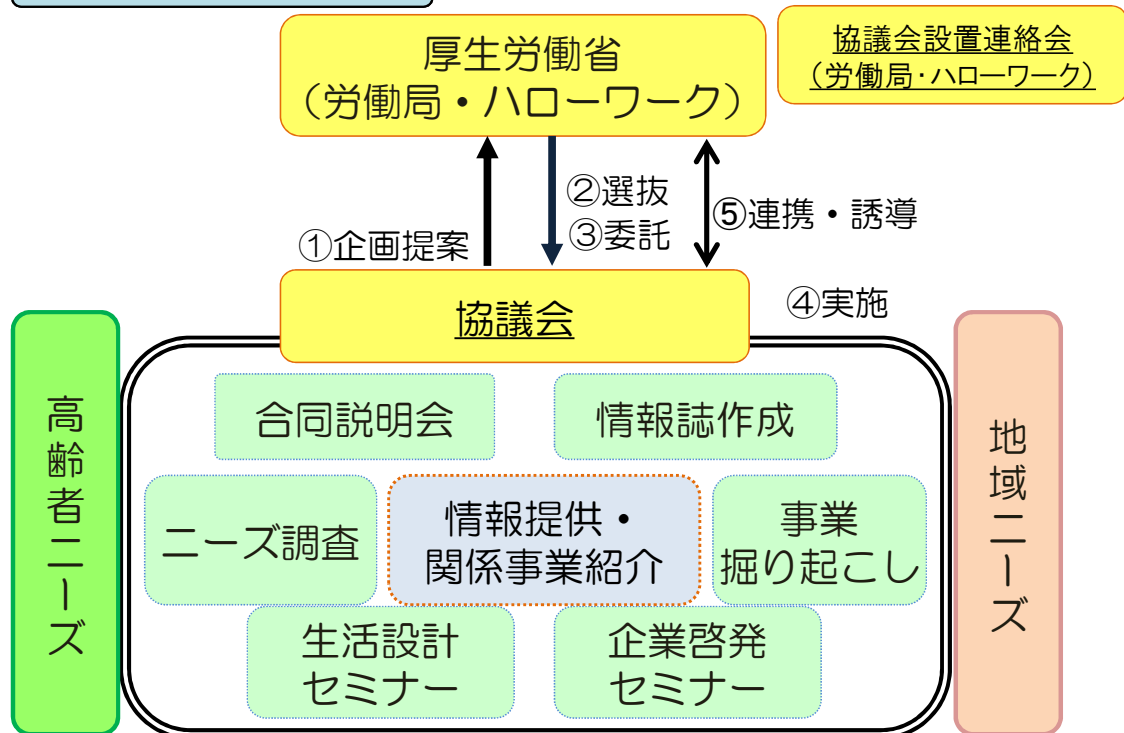 厚生労働省
（労働局・ハローワーク）
協議会設置連絡会
（労働局・ハローワーク）
①企画提案
②選抜
③委託
⑤連携・誘導
協議会
④実施
高齢者ニーズ
合同説明会
情報誌作成
ニーズ調査
情報提供・
関係事業紹介
事業
掘り起こし
生活設計
セミナー
企業啓発
セミナー
地域ニーズ